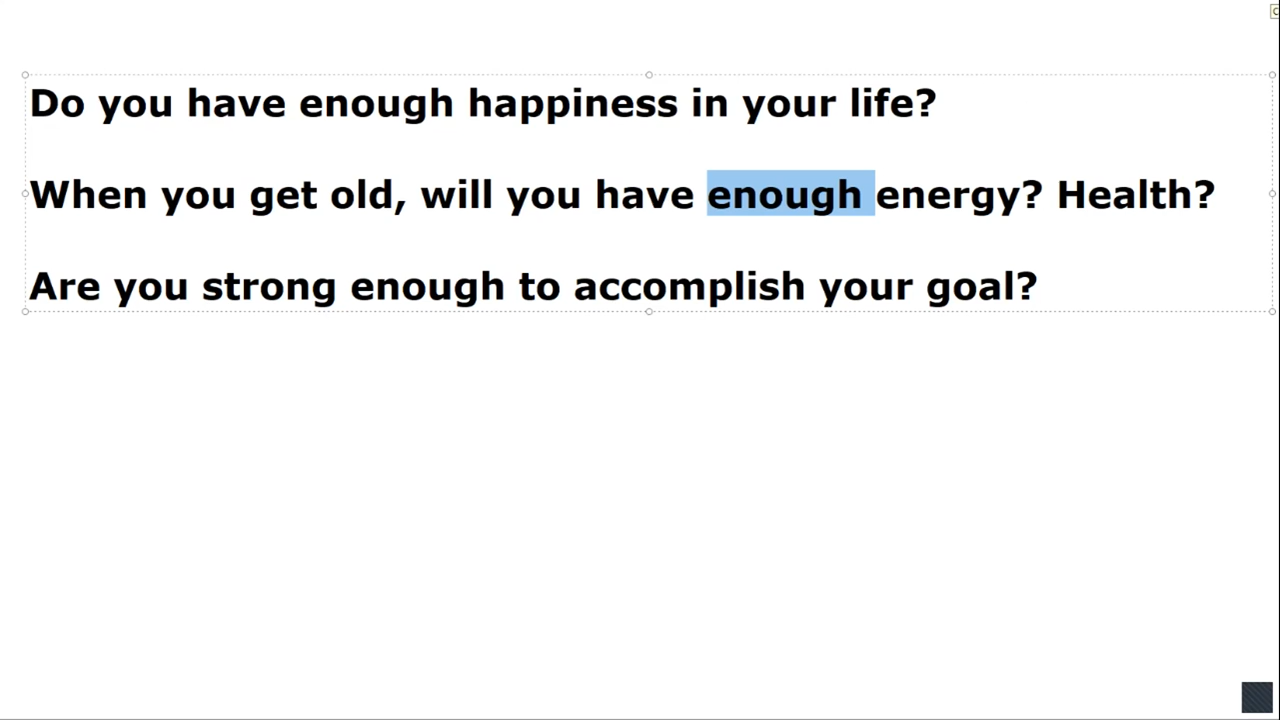 Do you have enough happiness in your life?
When you get old, will you have enough energy? Health?
Are you strong enough to accomplish your goal?